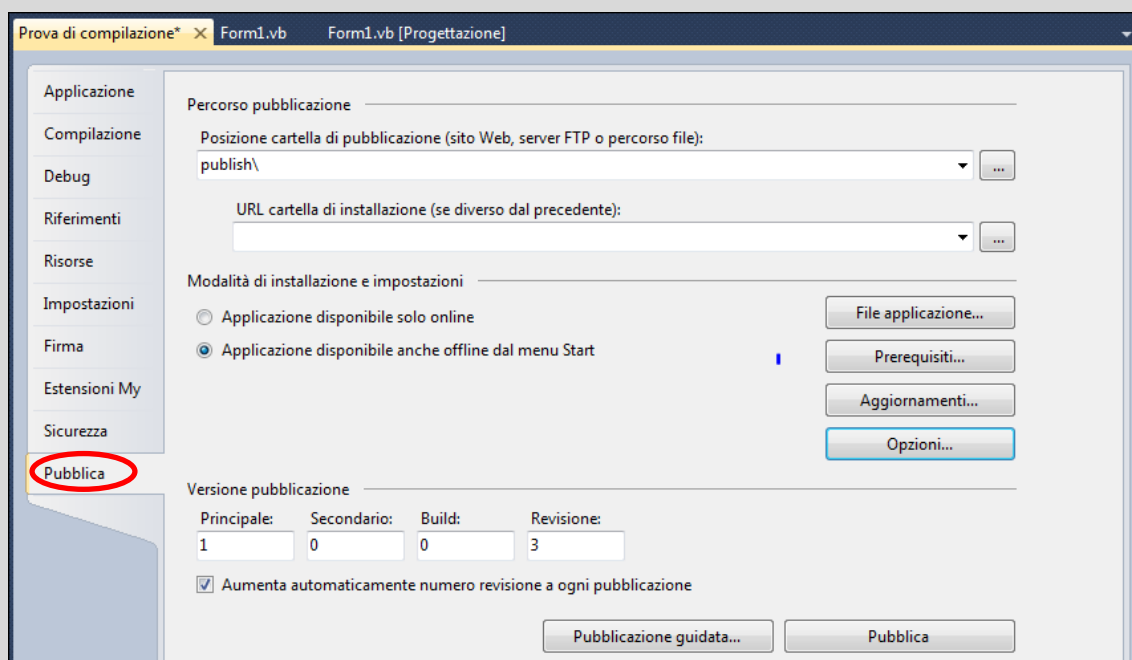 Prova di compilazione* Form1.vb Form1.vb [Progettazione]
Applicazione
Compilazione
Debug
Riferimenti
Risorse
Impostazioni
Firma
Estensioni My
Sicurezza
Pubblica
Percorso pubblicazione
Posizione cartella di pubblicazione (sito Web, server FTP o percorso file):
publish\
...
URL cartella di installazione (se diverso dal precedente):
...
Modalità di installazione e impostazioni
Applicazione disponibile solo online
Applicazione disponibile anche offline dal menu Start
File applicazione...
Prerequisiti...
Aggiornamenti...
Opzioni...
Versione pubblicazione
Principale: Secondario: Build: Revisione:
1 0 0 3
Aumenta automaticamente numero revisione a ogni pubblicazione
Pubblicazione guidata... Pubblica